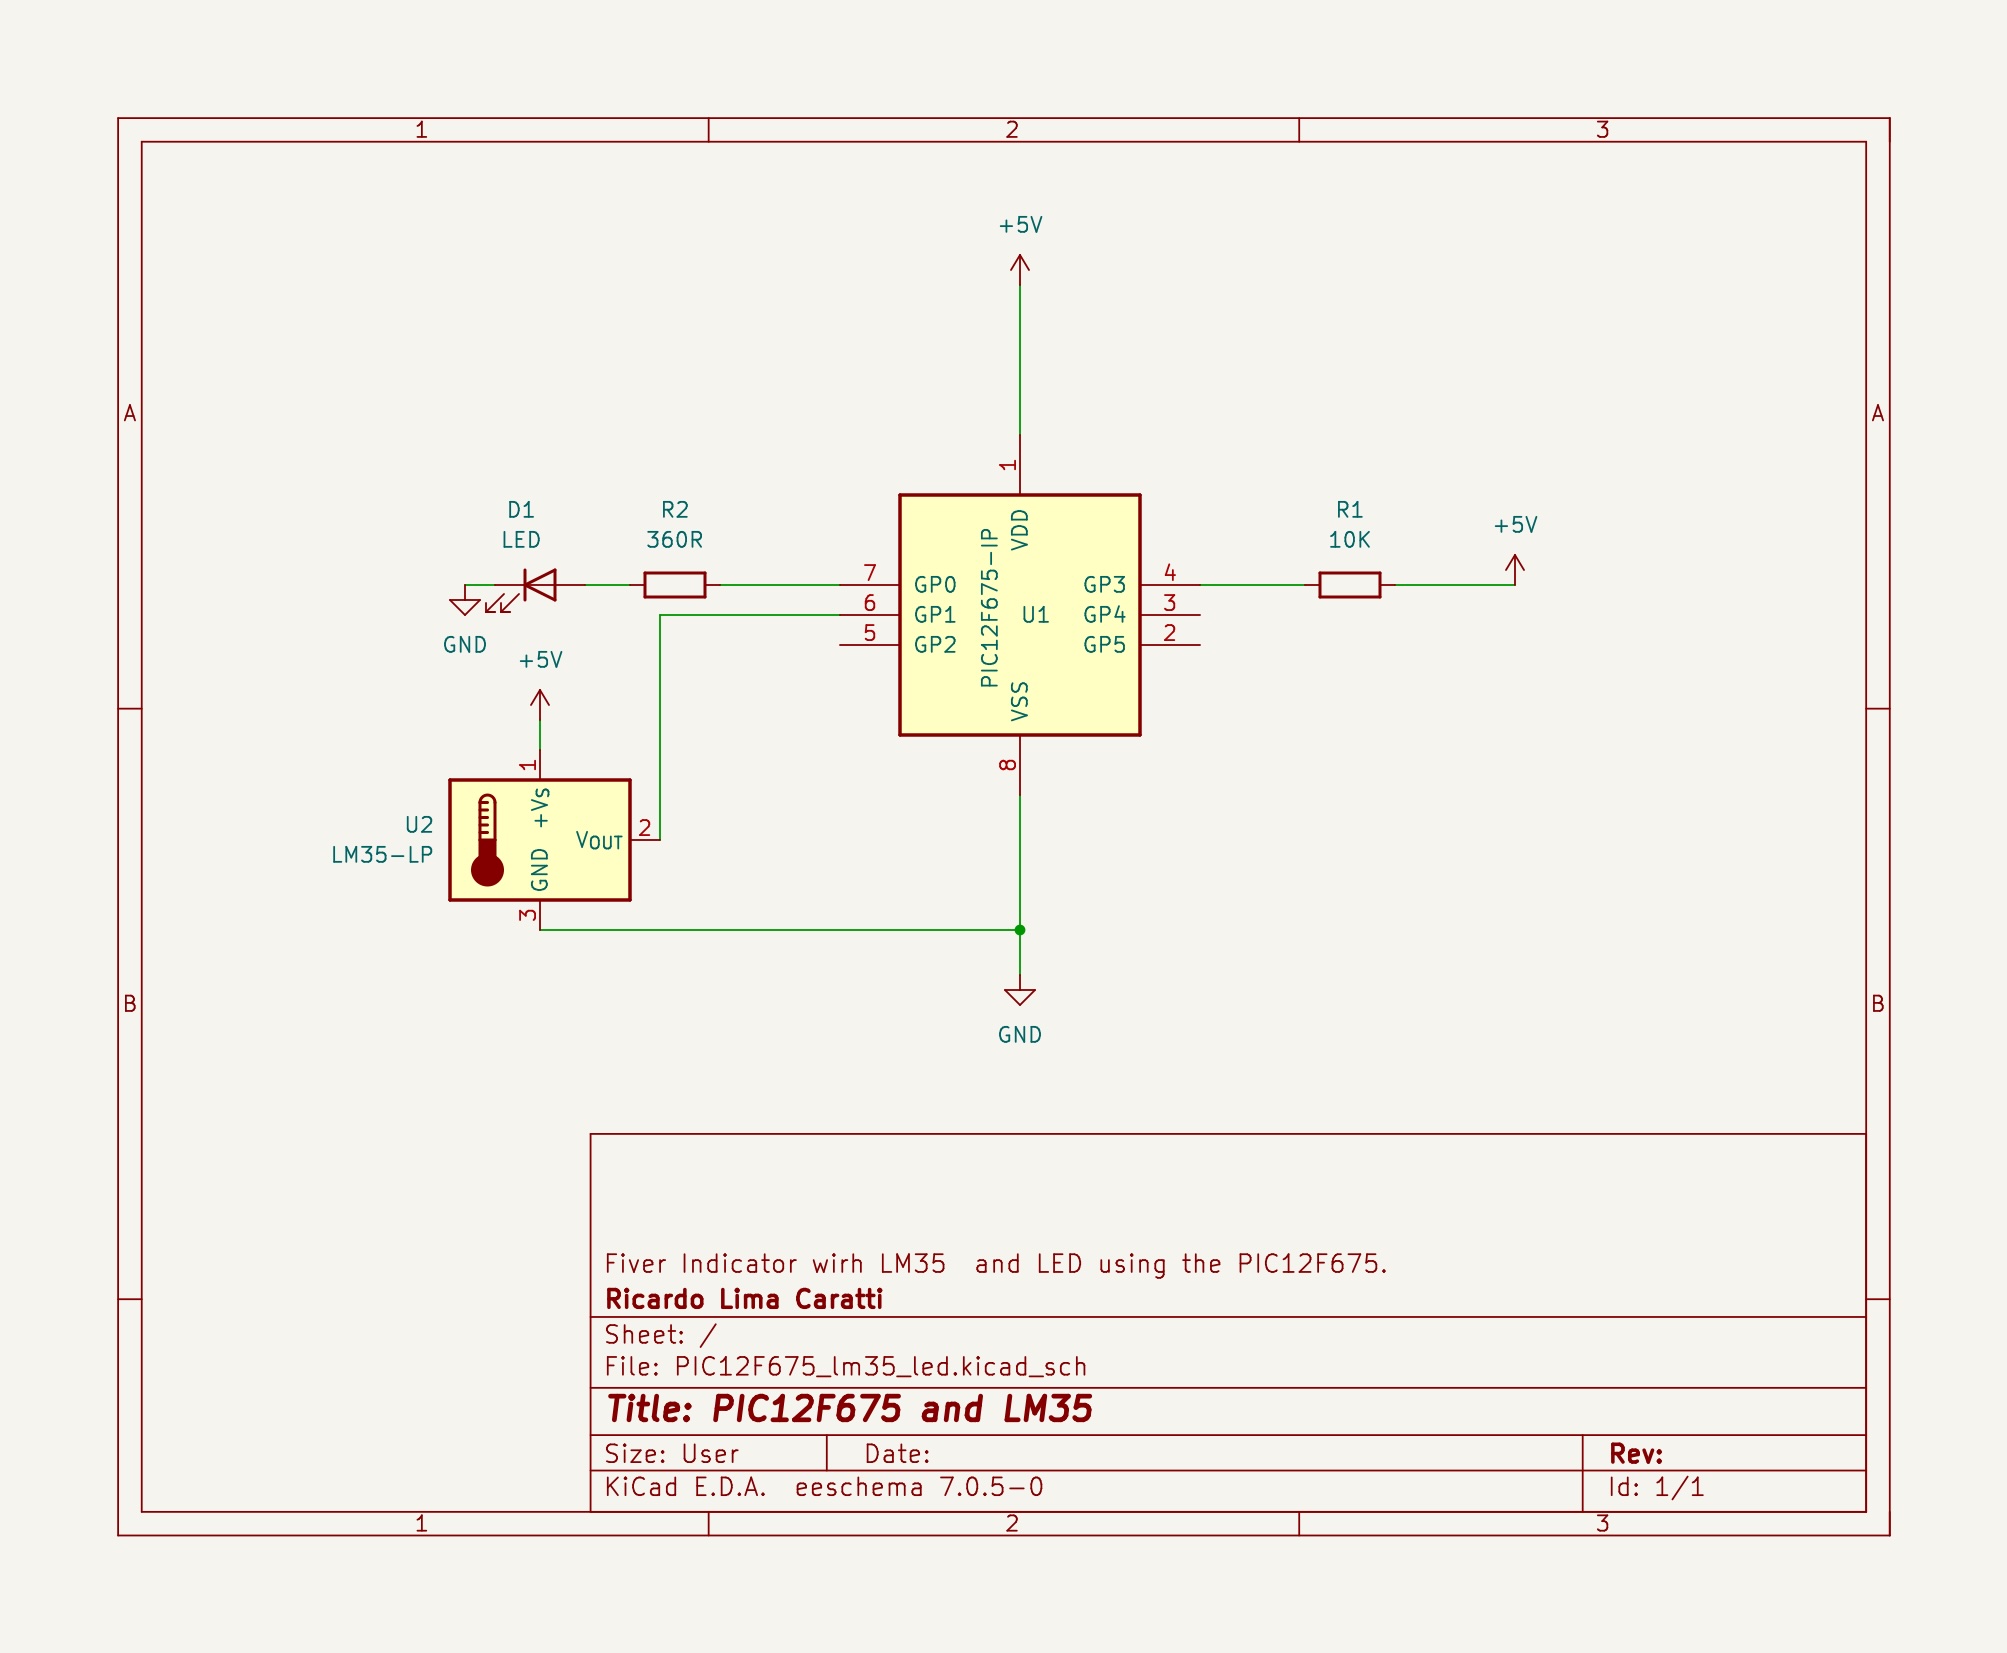 1 2 3
+5V
A A
1
D1 R2 R1
LED 360R 10K +5V
VDD
PIC12F675-IP
7 GP0 GP3 4
6 GP1 U1 GP4 3
5 GP2 GP5 2
GND
+5V
VSS
8
1
+Vs
U2 VOUT 2
LM35-LP
GND
3
B B
GND
Fiver Indicator wirh LM35  and LED using the PIC12F675.
Ricardo Lima Caratti
Sheet: /
File: PIC12F675_lm35_led.kicad_sch
Title: PIC12F675 and LM35
Size: User Date: Rev:
KiCad E.D.A.  eeschema 7.0.5-0 Id: 1/1
1 2 3